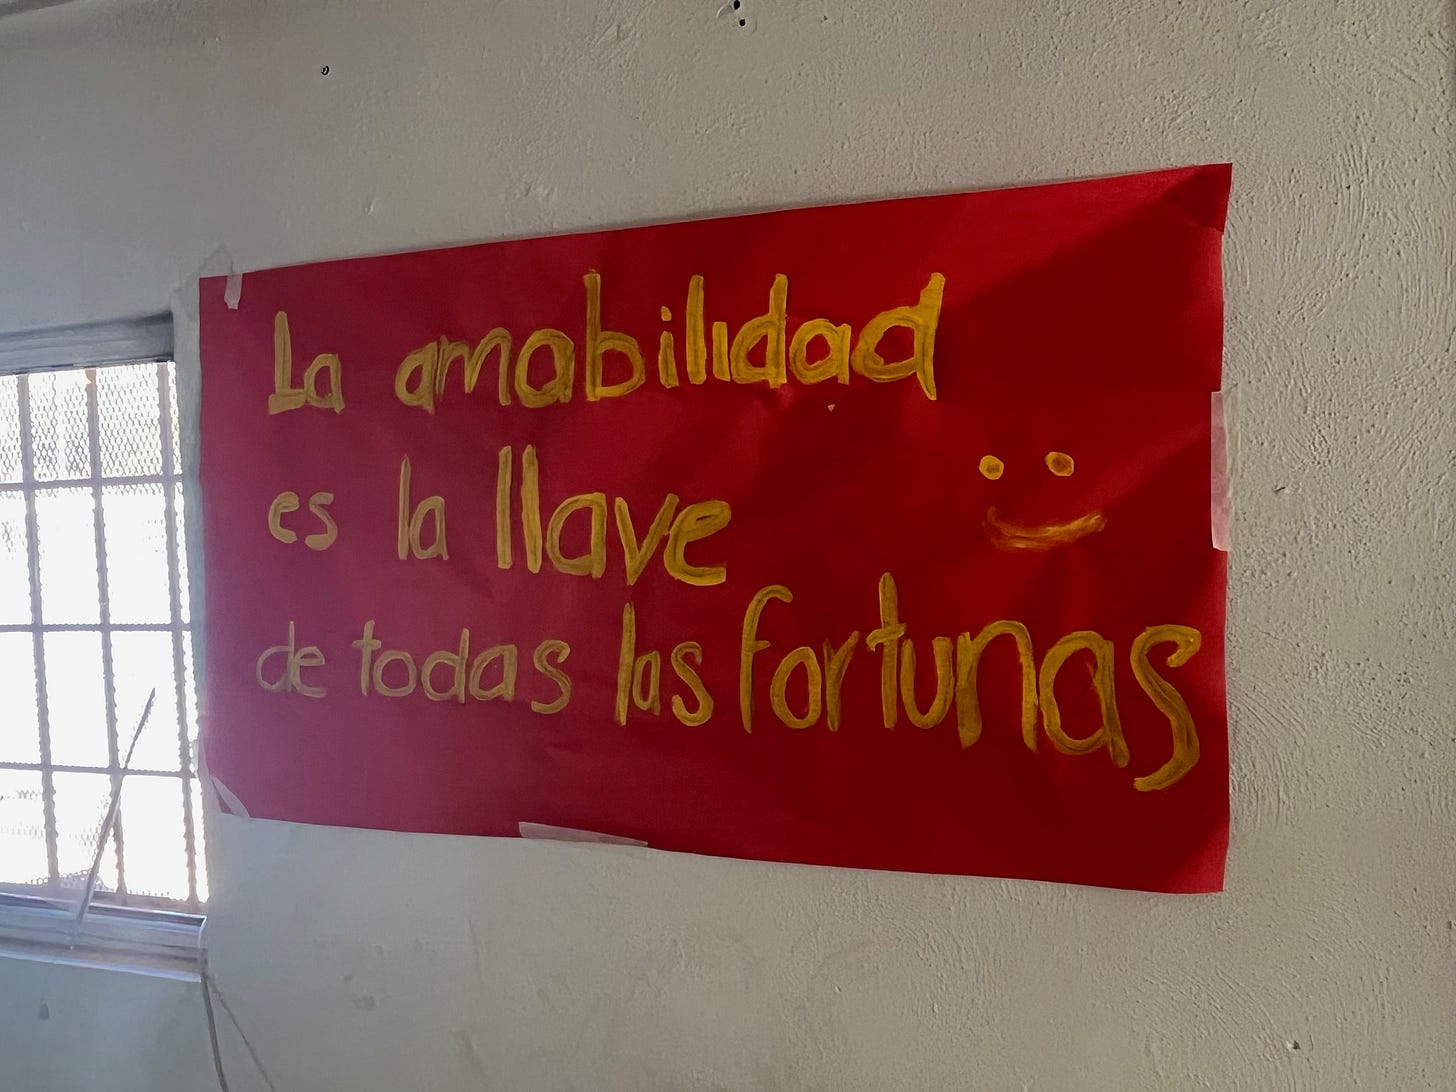 La amabilidad
es la llave
de todas las fortunas